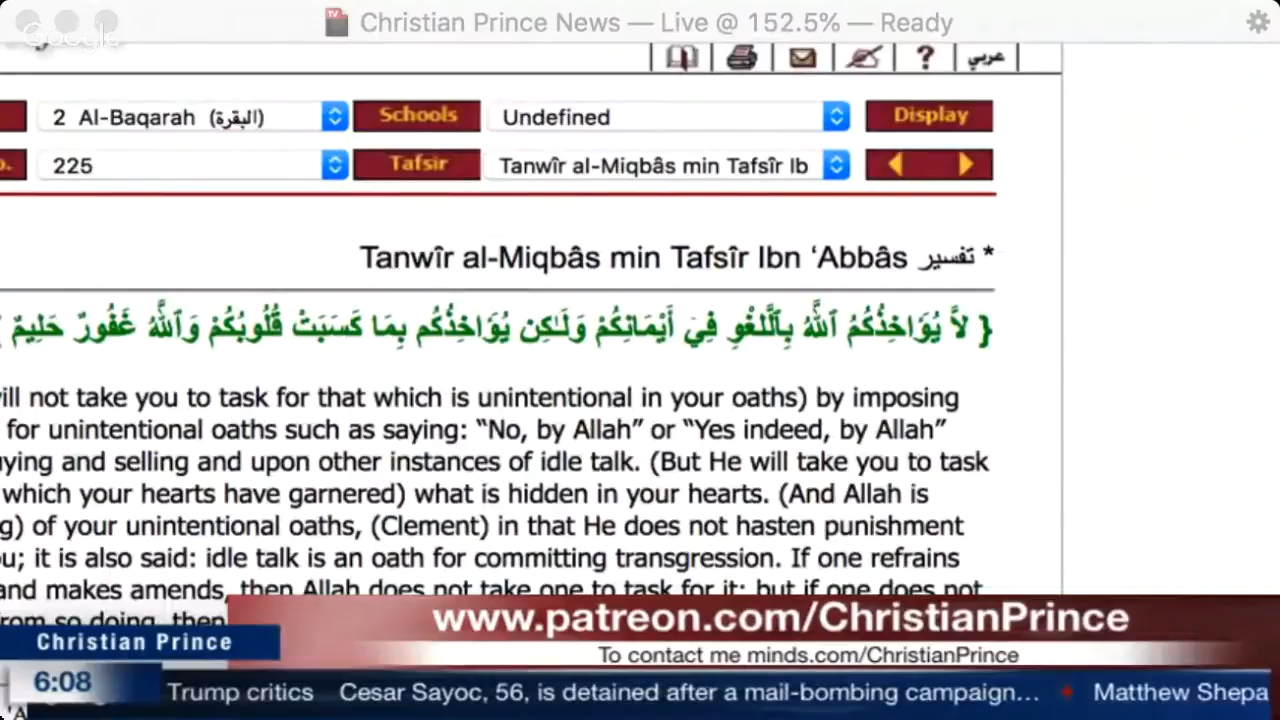 Christian Prince News — Live @ 152.5% — Ready
Google
عربي
2 Al-Baqarah (البقرة)
Schools
Undefined
Display
225
Tafsir
Tanwîr al-Miqbâs min Tafsîr Ib
* تفسير Tanwîr al-Miqbâs min Tafsîr Ibn ‘Abbâs
{ لاَّ يُؤَاخِذُكُمُ ٱللَّهُ بِٱللَّغْوِ فِيۤ أَيْمَانِكُمْ وَلَـٰكِن يُؤَاخِذُكُم بِمَا كَسَبَتْ قُلُوبُكُمْ وَٱللَّهُ غَفُورٌ حَلِيمٌ
ill not take you to task for that which is unintentional in your oaths) by imposing
for unintentional oaths such as saying: “No, by Allah” or “Yes indeed, by Allah”
ying and selling and upon other instances of idle talk. (But He will take you to task
which your hearts have garnered) what is hidden in your hearts. (And Allah is
g) of your unintentional oaths, (Clement) in that He does not hasten punishment
u; it is also said: idle talk is an oath for committing transgression. If one refrains
and makes amends, then Allah does not take one to task for it; but if one does not
from so doing, then
www.patreon.com/ChristianPrince
Christian Prince
To contact me minds.com/ChristianPrince
6:08
Trump critics Cesar Sayoc, 56, is detained after a mail-bombing campaign... Matthew Shepa